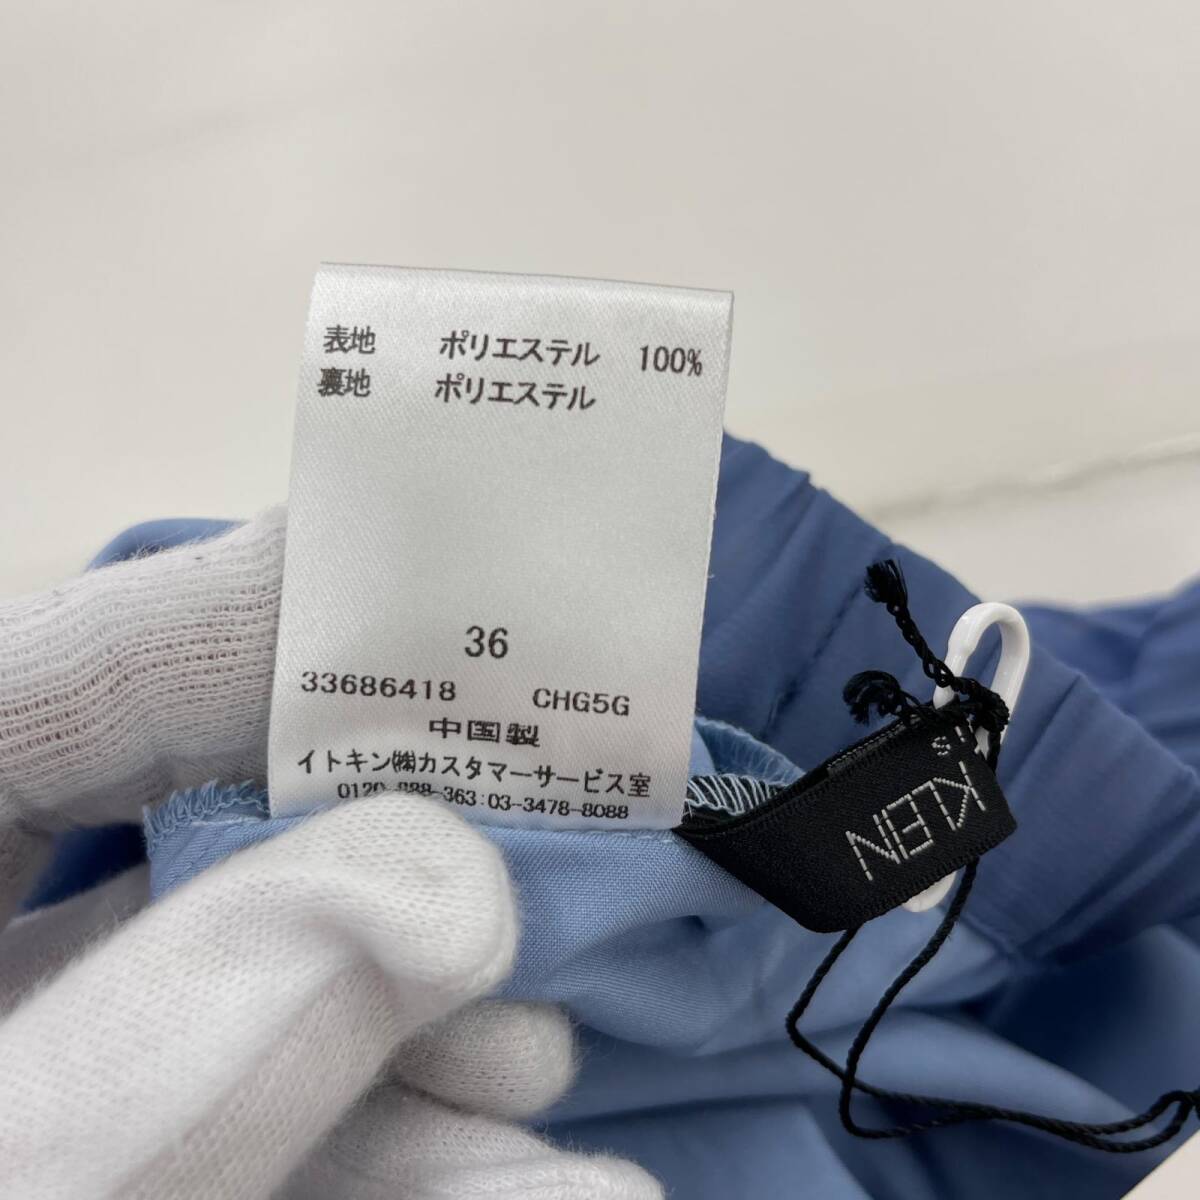 表地 ポリエステル 100%
裏地 ポリエステル
36
33686418 CHG5G
中国製
イトキン㈱カスタマーサービス室
0120-888-363:03-3478-8088
KLEIN